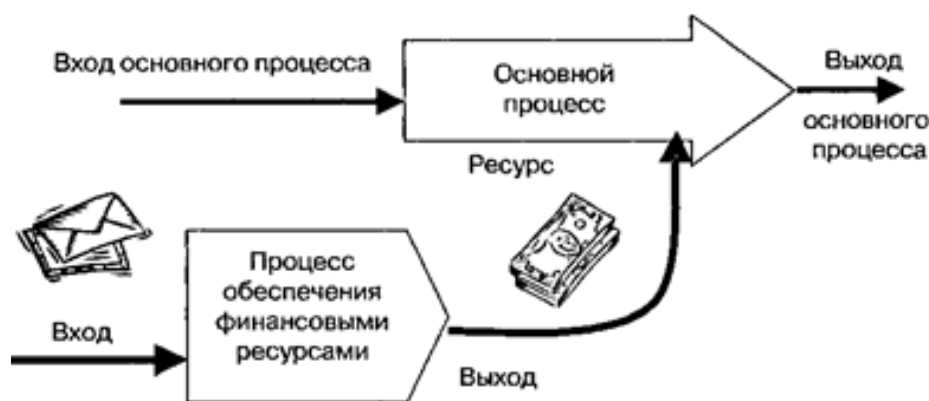 Вход основного процесса
Основной
процесс
Выход
основного
процесса
Ресурс
Процесс
обеспечения
финансовыми
ресурсами
Вход
Выход